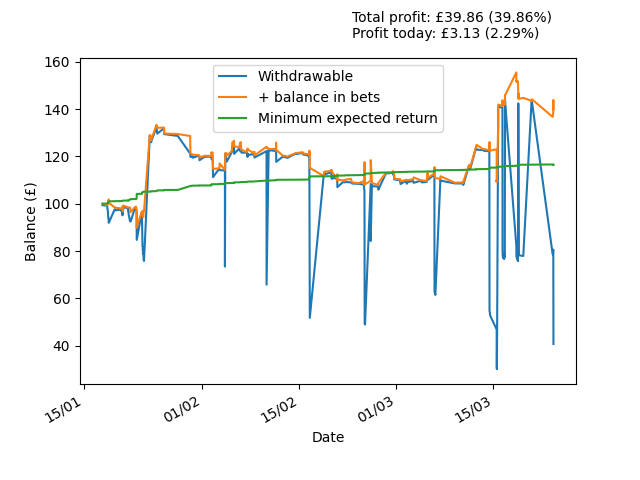 Total profit: £39.86 (39.86%)
Profit today: £3.13 (2.29%)
160
140
120
100
80
60
40
Balance (£)
Withdrawable
+ balance in bets
Minimum expected return
15/01
01/02
15/02
01/03
15/03
Date